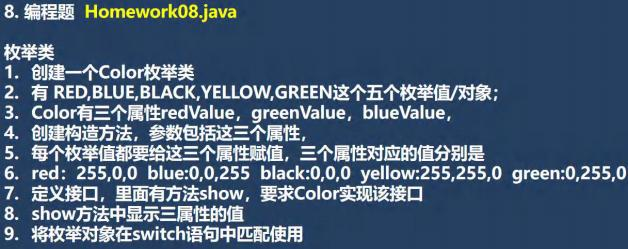 8. 编程题 Homework08.java
枚举类
1. 创建一个Color枚举类
2. 有 RED,BLUE,BLACK,YELLOW,GREEN这个五个枚举值/对象;
3. Color有三个属性redValue，greenValue，blueValue，
4. 创建构造方法，参数包括这三个属性，
5. 每个枚举值都要给这三个属性赋值，三个属性对应的值分别是
6. red：255,0,0 blue:0,0,255 black:0,0,0 yellow:255,255,0 green:0,255,0
7. 定义接口，里面有方法show，要求Color实现该接口
8. show方法中显示三属性的值
9. 将枚举对象在switch语句中匹配使用